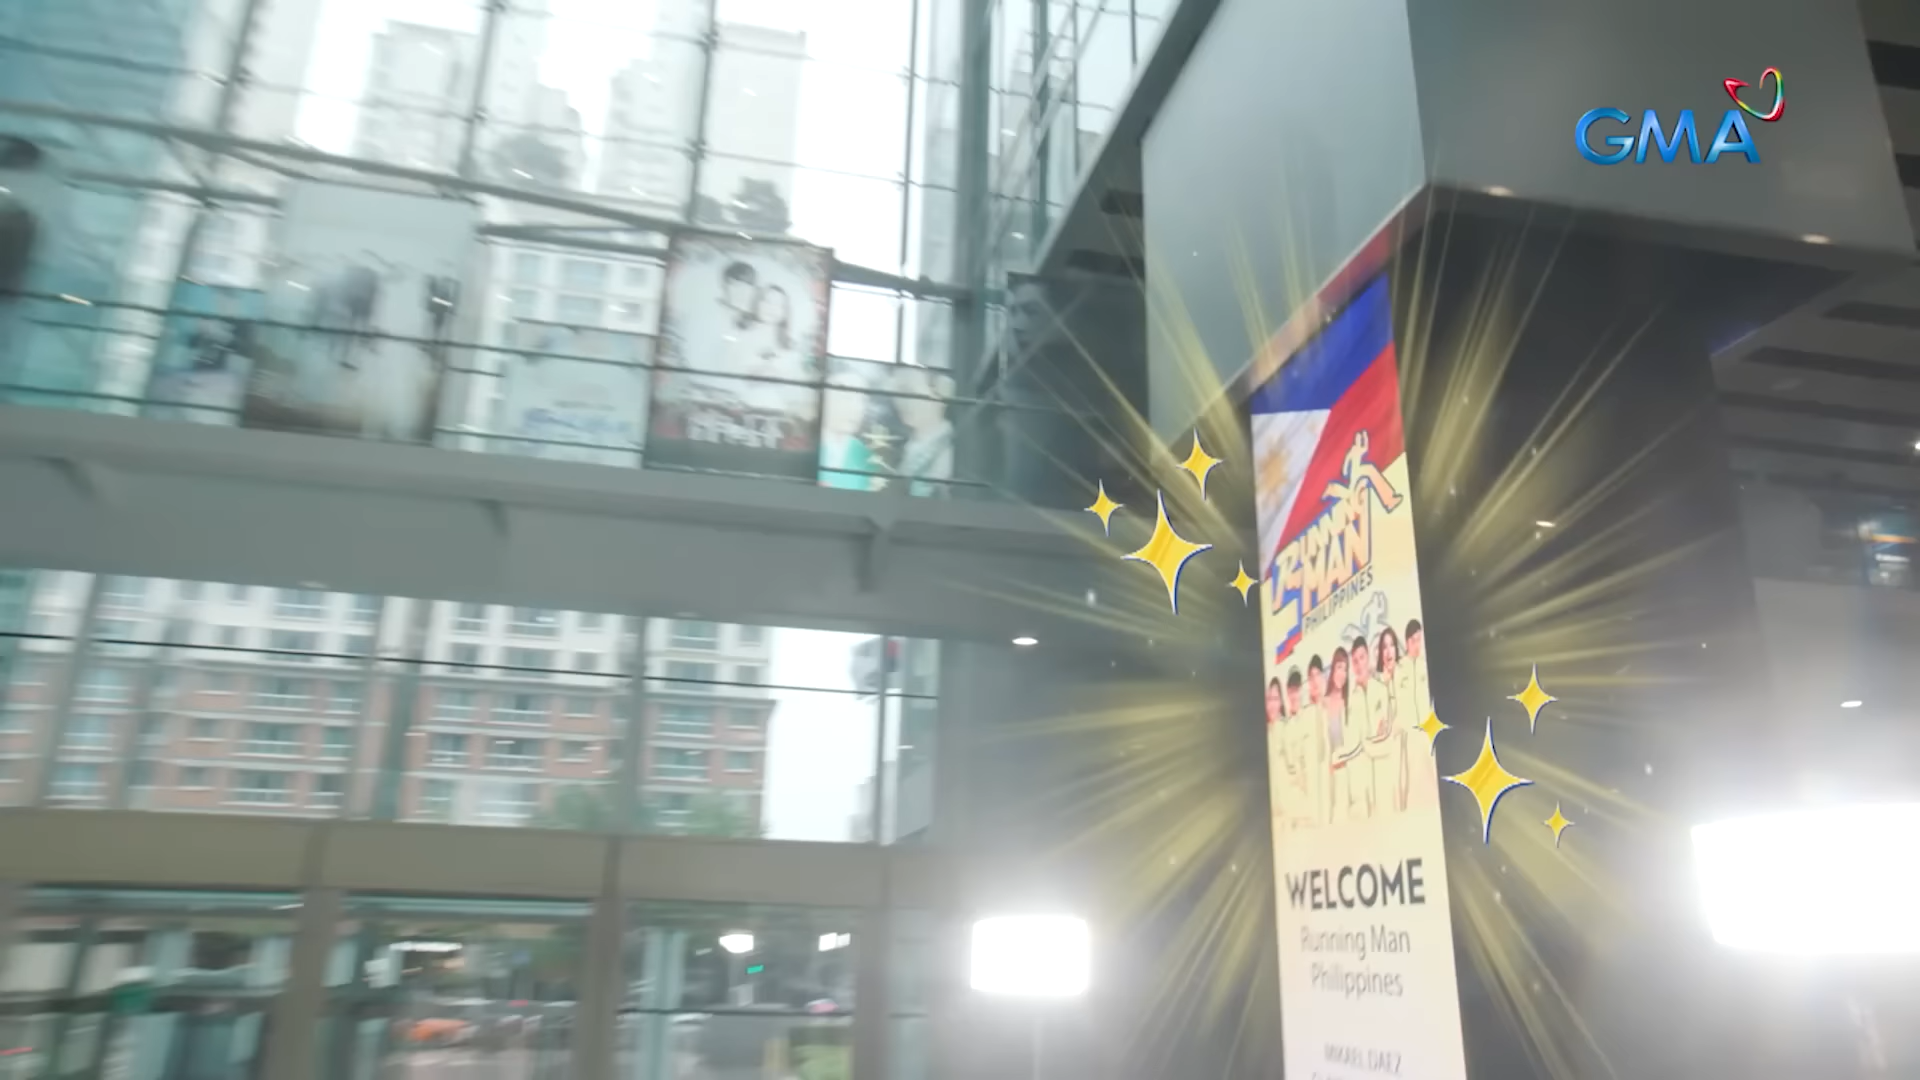 GMA
RUNNING
MAN
PHILIPPINES
WELCOME
Running Man
Philippines
MIKAEL DAEZ